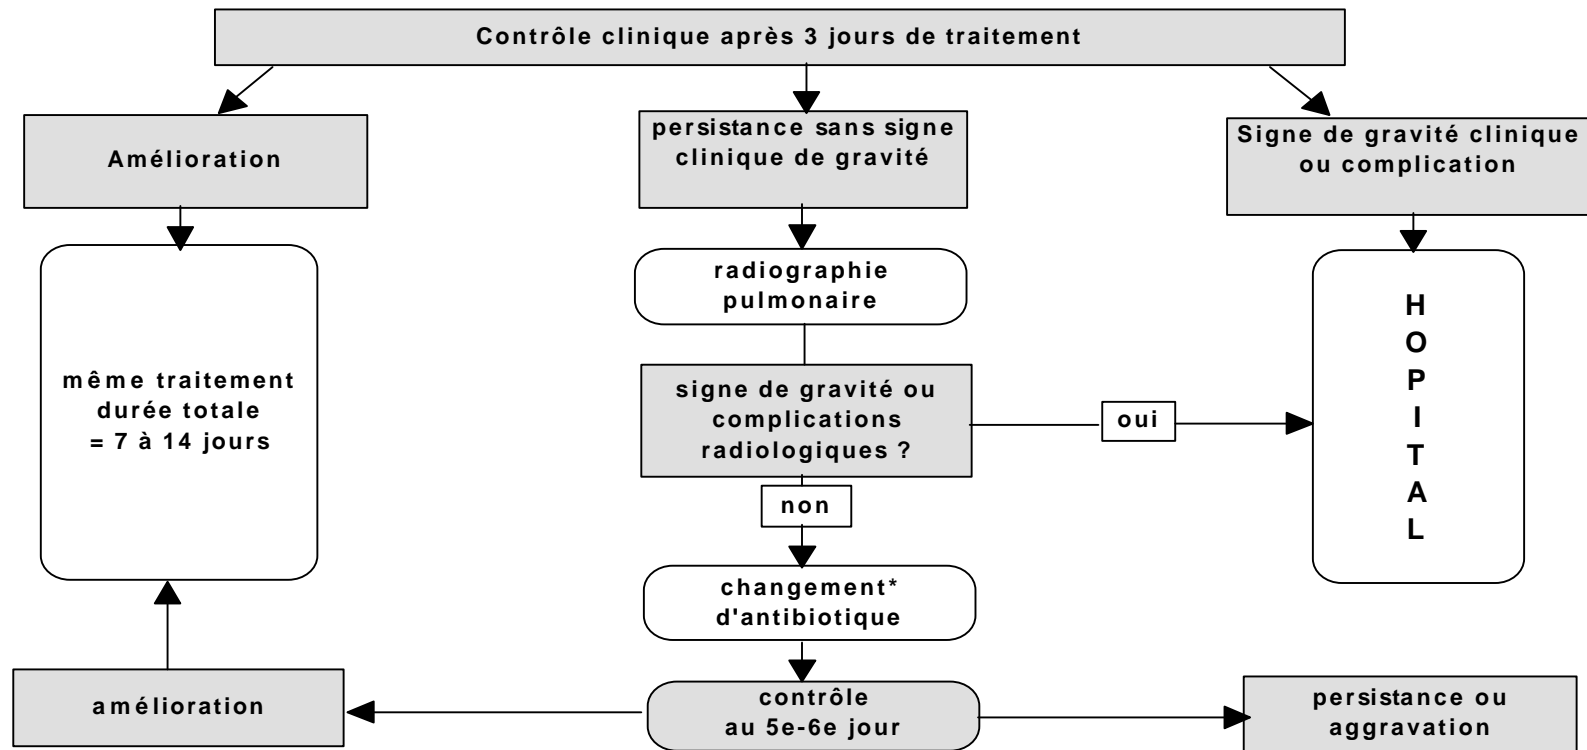 Contrôle clinique après 3 jours de traitement
Amélioration
persistance sans signe
clinique de gravité
Signe de gravité clinique
ou complication
radiographie
pulmonaire
même traitement
durée totale
= 7 à 14 jours
signe de gravité ou
complications
radiologiques ?
oui
H
O
P
I
T
A
L
non
changement*
d'antibiotique
amélioration
contrôle
au 5e-6e jour
persistance ou
aggravation